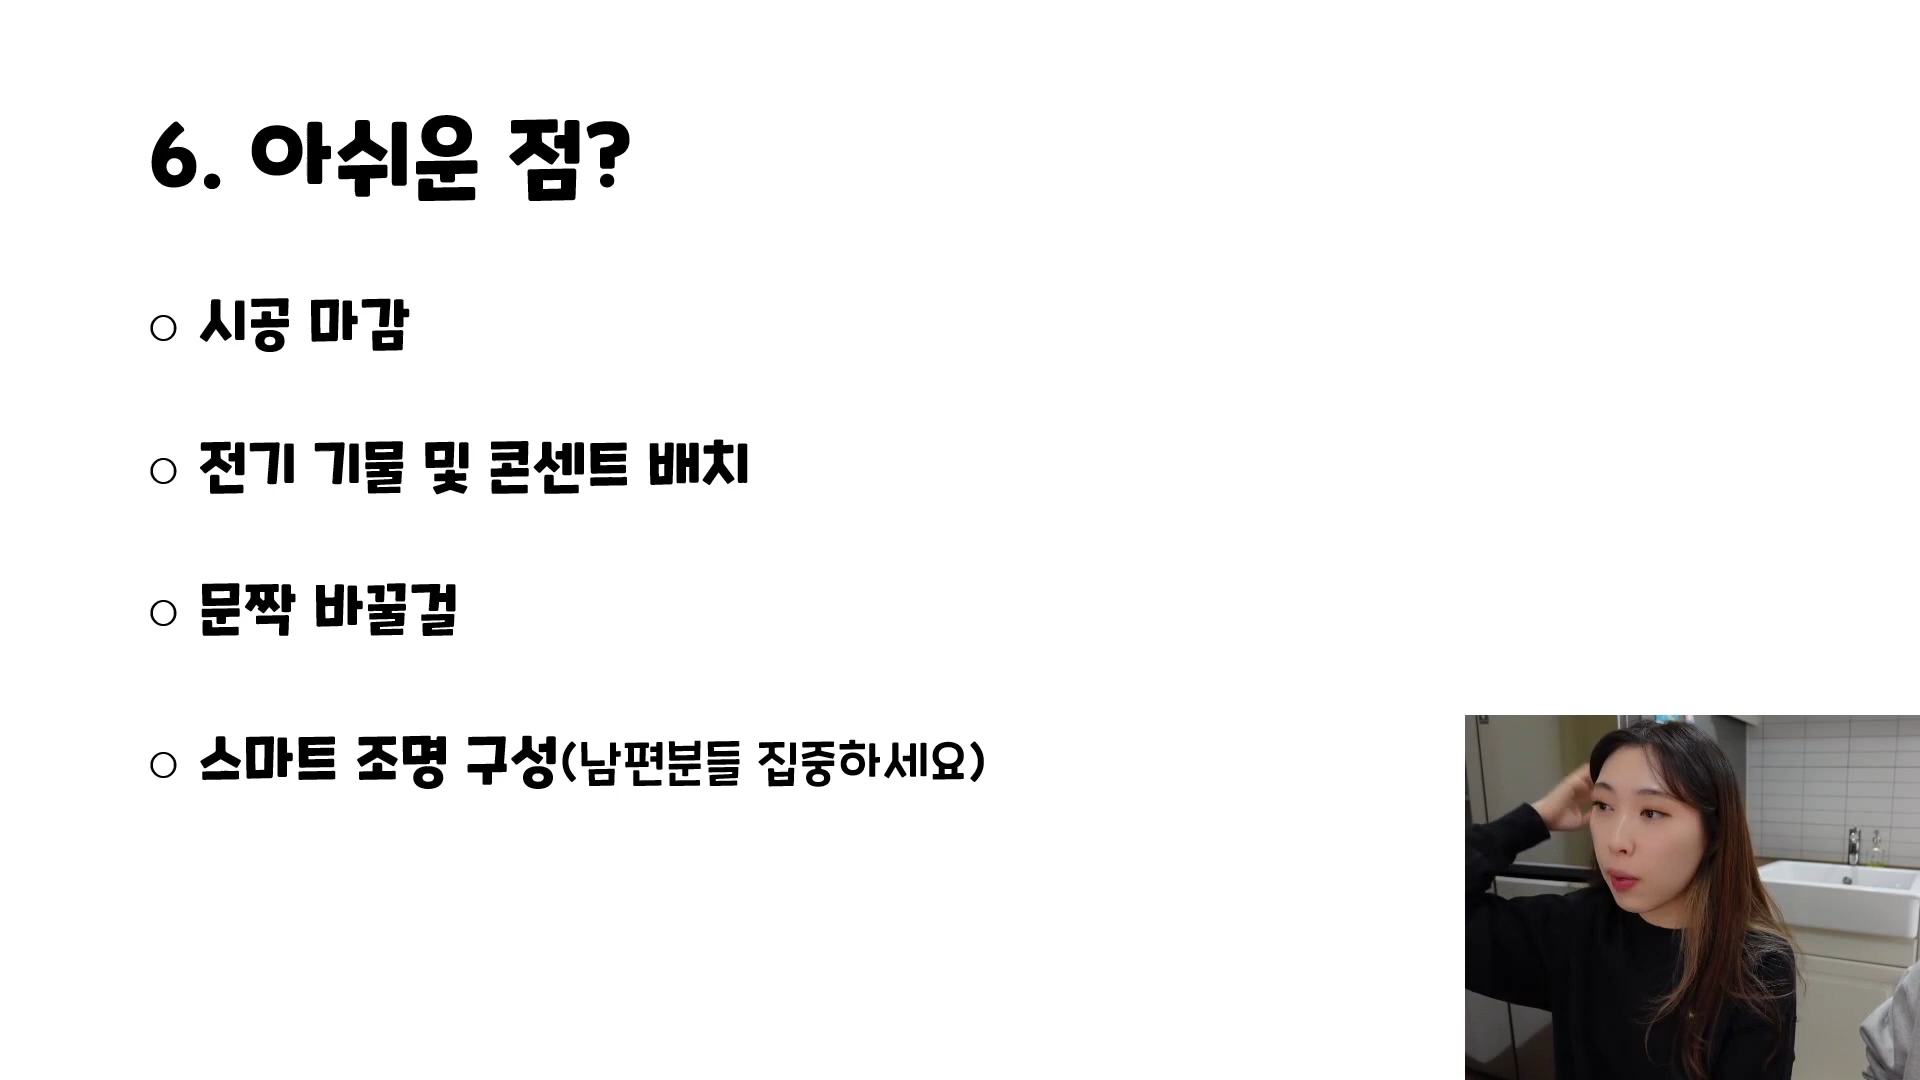 6. 아쉬운 점?
○ 시공 마감
○ 전기 기물 및 콘센트 배치
○ 문짝 바꿀걸
○ 스마트 조명 구성(남편분들 집중하세요)